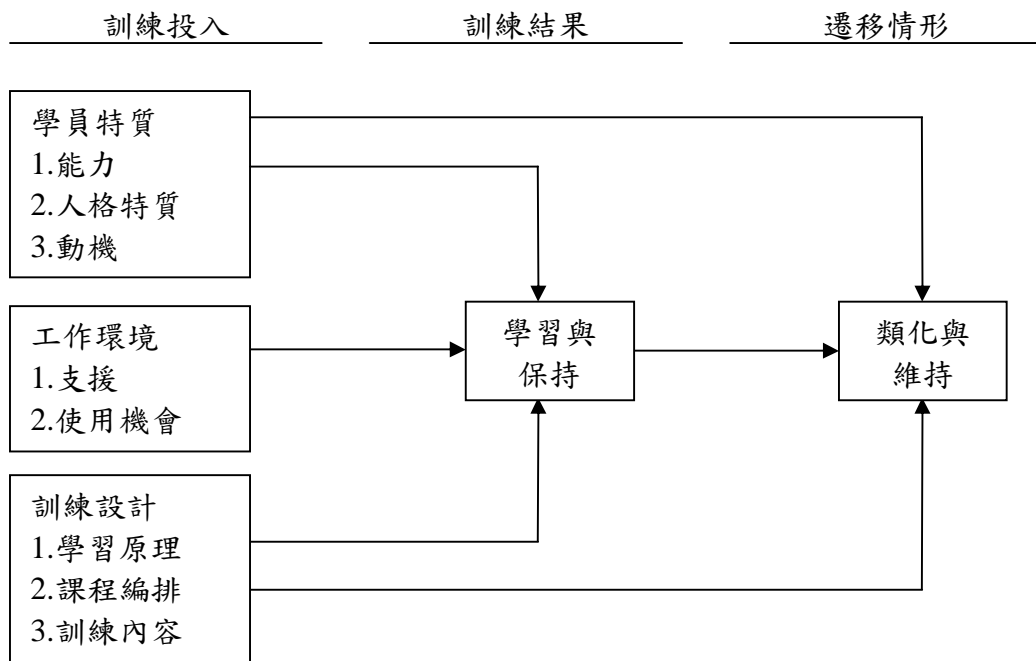 訓練投入
訓練結果
遷移情形
學員特質
1.能力
2.人格特質
3.動機
工作環境
1.支援
2.使用機會
訓練設計
1.學習原理
2.課程編排
3.訓練內容
學習與
保持
類化與
維持